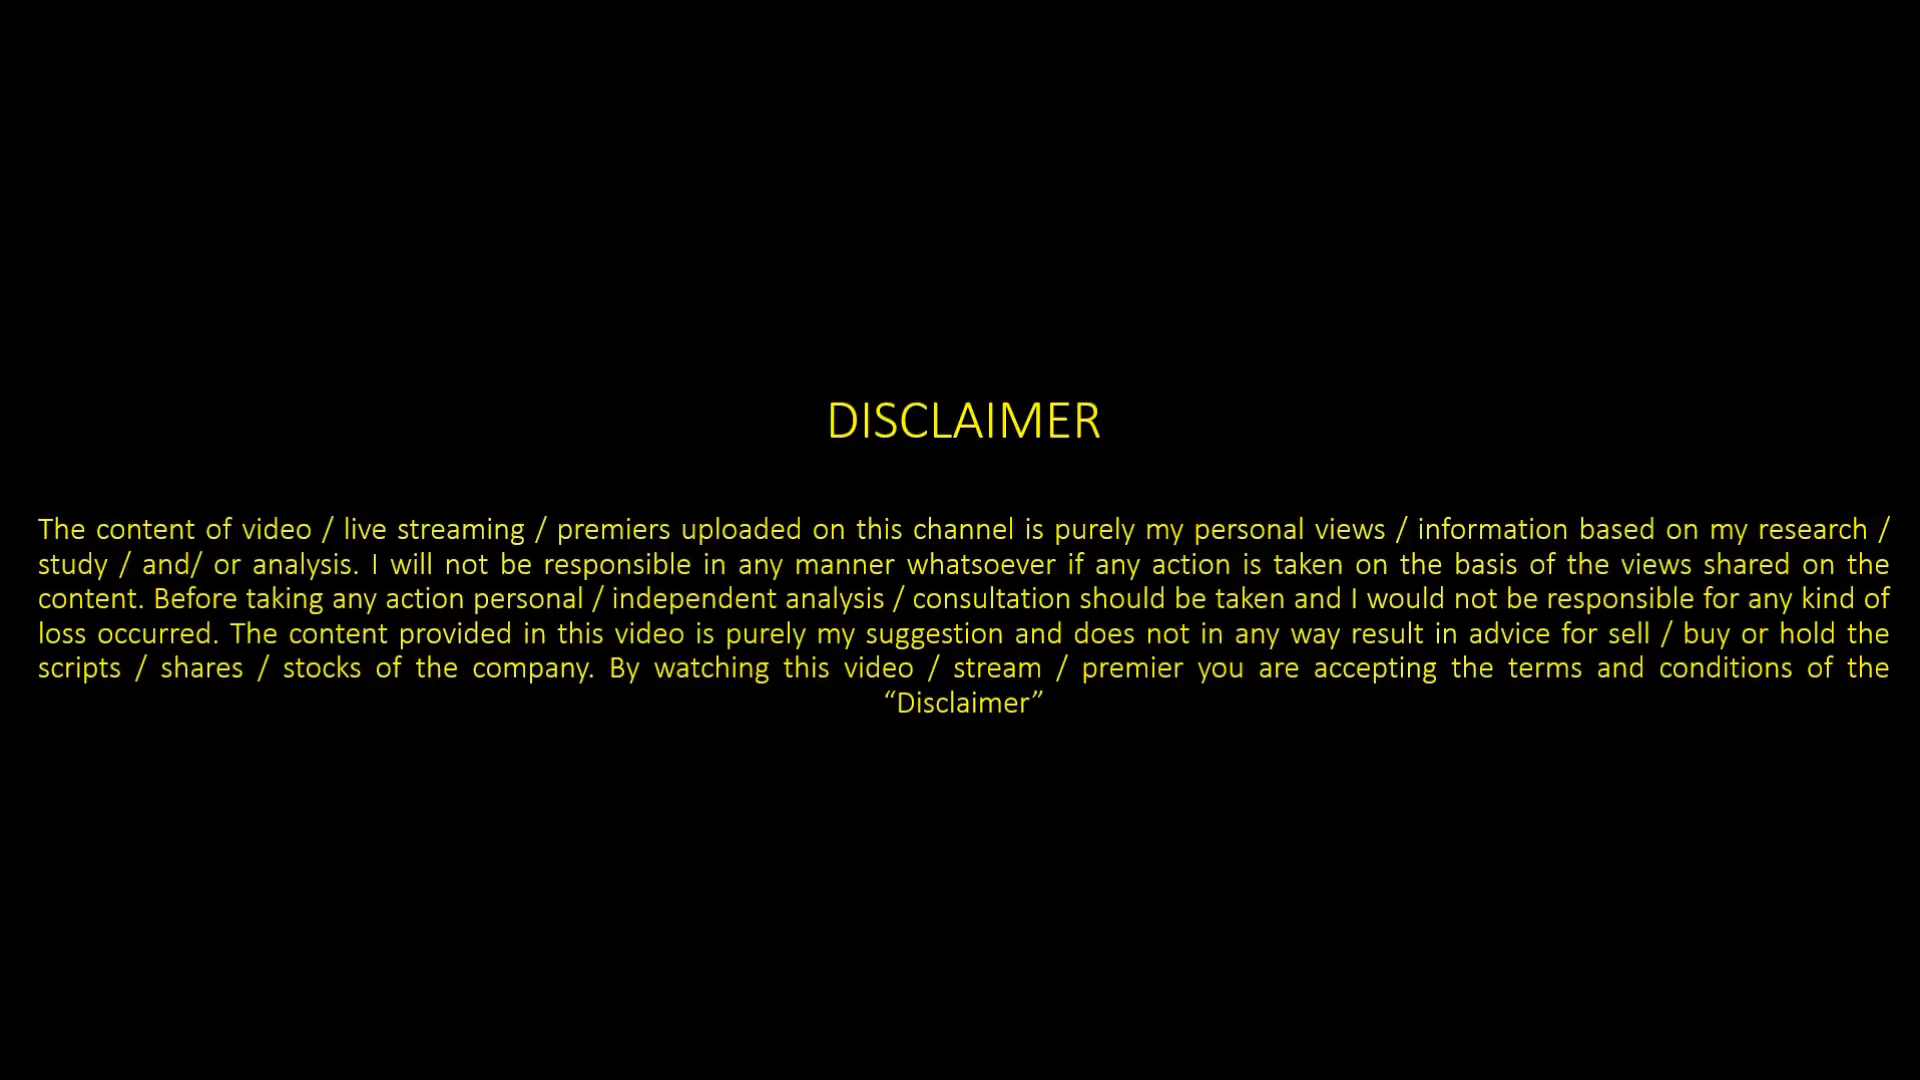 DISCLAIMER
The content of video / live streaming / premiers uploaded on this channel is purely my personal views / information based on my research /
study / and/ or analysis. I will not be responsible in any manner whatsoever if any action is taken on the basis of the views shared on the
content. Before taking any action personal / independent analysis / consultation should be taken and I would not be responsible for any kind of
loss occurred. The content provided in this video is purely my suggestion and does not in any way result in advice for sell / buy or hold the
scripts / shares / stocks of the company. By watching this video / stream / premier you are accepting the terms and conditions of the
“Disclaimer”